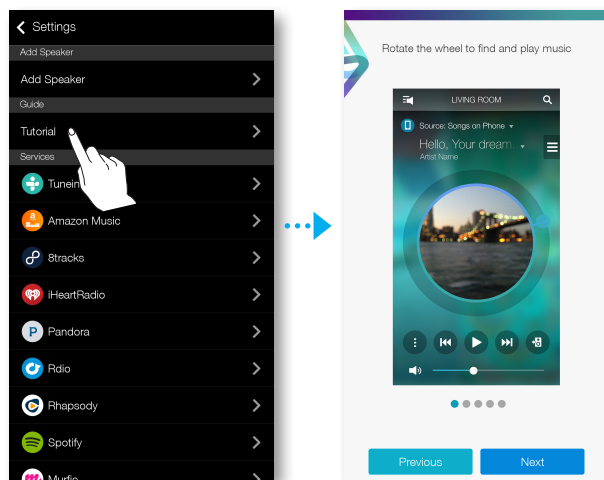 Settings
Add Speaker
Add Speaker
Guide
Tutorial
Services
Tunein
Amazon Music
8tracks
iHeartRadio
P Pandora
Rdio
Rhapsody
Spotify
Murfie
Rotate the wheel to find and play music
LIVING ROOM
Source: Songs on Phone
Hello, Your dream.
Artist Name
Previous
Next